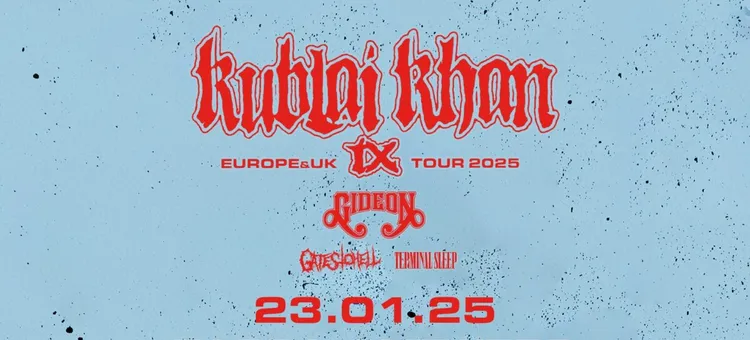 kublai khan
EUROPE&UK TX TOUR 2025
GIDEON
GATES TO HELL TERMINAL SLEEP
23.01.25